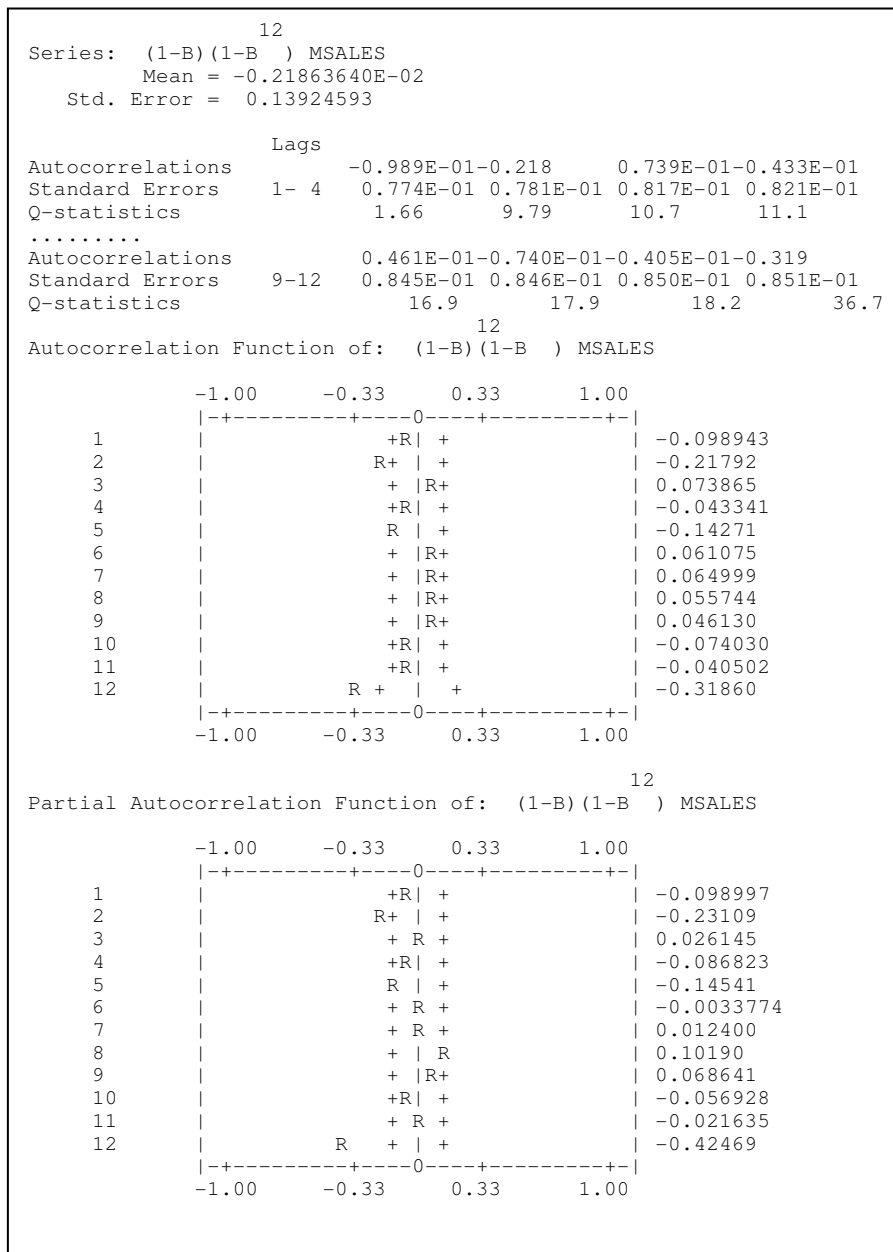 12
Series:  (1-B)(1-B  ) MSALES
         Mean = -0.21863640E-02
   Std. Error =  0.13924593

                   Lags
Autocorrelations          -0.989E-01-0.218     0.739E-01-0.433E-01
Standard Errors    1- 4   0.774E-01 0.781E-01 0.817E-01 0.821E-01
Q-statistics                1.66      9.79      10.7      11.1
.........
Autocorrelations          0.461E-01-0.740E-01-0.405E-01-0.319
Standard Errors    9-12   0.845E-01 0.846E-01 0.850E-01 0.851E-01
Q-statistics                  16.9      17.9      18.2      36.7
                                  12
Autocorrelation Function of:  (1-B)(1-B  ) MSALES

              -1.00     -0.33      0.33      1.00
              |-+---------+----0----+---------+-|
      1       |             +R| +             | -0.098943
      2       |            R+ | +             | -0.21792
      3       |             + |R+             | 0.073865
      4       |             +R| +             | -0.043341
      5       |             R | +             | -0.14271
      6       |             + |R+             | 0.061075
      7       |             + |R+             | 0.064999
      8       |             + |R+             | 0.055744
      9       |             + |R+             | 0.046130
     10       |             +R| +             | -0.074030
     11       |             +R| +             | -0.040502
     12       |          R +  |  +            | -0.31860
              |-+---------+----0----+---------+-|
              -1.00     -0.33      0.33      1.00

                                             12
Partial Autocorrelation Function of:  (1-B)(1-B  ) MSALES

              -1.00     -0.33      0.33      1.00
              |-+---------+----0----+---------+-|
      1       |             +R| +             | -0.098997
      2       |            R+ | +             | -0.23109
      3       |             + R +             | 0.026145
      4       |             +R| +             | -0.086823
      5       |             R | +             | -0.14541
      6       |             + R +             | -0.0033774
      7       |             + R +             | 0.012400
      8       |             + | R             | 0.10190
      9       |             + |R+             | 0.068641
     10       |             +R| +             | -0.056928
     11       |             + R +             | -0.021635
     12       |         R   + | +             | -0.42469
              |-+---------+----0----+---------+-|
              -1.00     -0.33      0.33      1.00